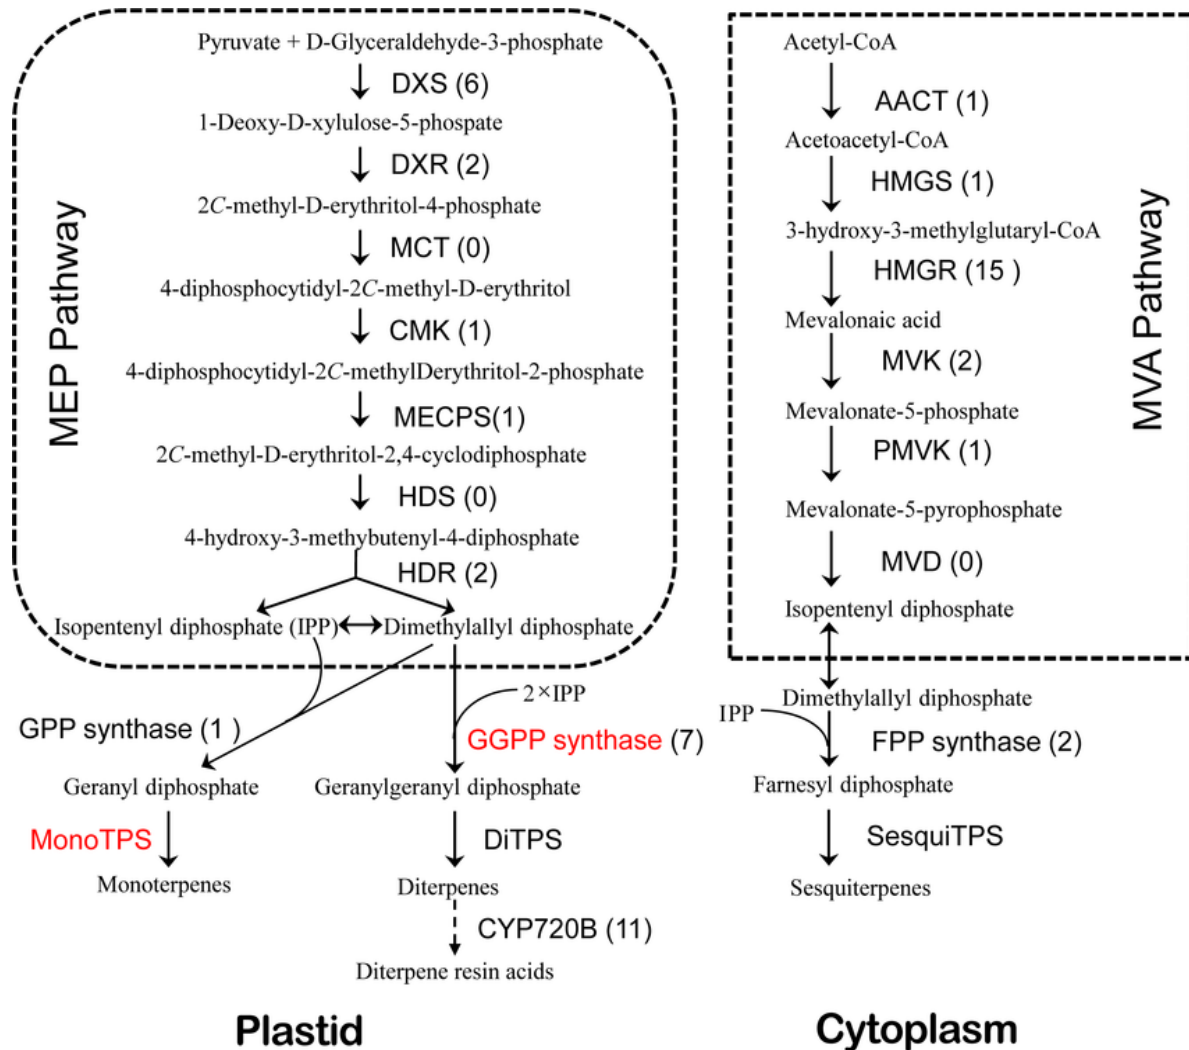 Pyruvate + D-Glyceraldehyde-3-phosphate
DXS (6)
1-Deoxy-D-xylulose-5-phospate
DXR (2)
2C-methyl-D-erythritol-4-phosphate
MCT (0)
4-diphosphocytidyl-2C-methyl-D-erythritol
CMK (1)
4-diphosphocytidyl-2C-methylDerythritol-2-phosphate
MECPS(1)
2C-methyl-D-erythritol-2,4-cyclodiphosphate
HDS (0)
4-hydroxy-3-methybutenyl-4-diphosphate
HDR (2)
Isopentenyl diphosphate (IPP)
Dimethylallyl diphosphate
MEP Pathway
2×IPP
GPP synthase (1 )
GGPP synthase (7)
Geranyl diphosphate
Geranylgeranyl diphosphate
MonoTPS
DiTPS
Monoterpenes
Diterpenes
CYP720B (11)
Diterpene resin acids
Plastid
Acetyl-CoA
AACT (1)
Acetoacetyl-CoA
HMGS (1)
3-hydroxy-3-methylglutaryl-CoA
HMGR (15 )
Mevalonaic acid
MVK (2)
Mevalonate-5-phosphate
PMVK (1)
Mevalonate-5-pyrophosphate
MVD (0)
Isopentenyl diphosphate
MVA Pathway
Dimethylallyl diphosphate
IPP
FPP synthase (2)
Farnesyl diphosphate
SesquiTPS
Sesquiterpenes
Cytoplasm